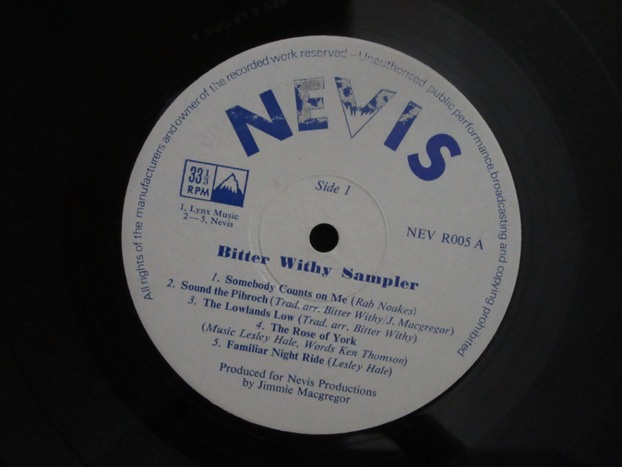 All rights of the manufacturers and owner of the recorded work reserved – Unauthorised public performance, broadcasting and copying prohibited
NEVIS
33 1/3
RPM
Side 1
1, Lynx Music
2—5, Nevis
NEV R005 A
Bitter Withy Sampler
1. Somebody Counts on Me (Rab Noakes)
2. Sound the Pibroch (Trad. arr. Bitter Withy/J. Macgregor)
3. The Lowlands Low (Trad. arr. Bitter Withy)
4. The Rose of York
(Music Lesley Hale, Words Ken Thomson)
5. Familiar Night Ride (Lesley Hale)
Produced for Nevis Productions
by Jimmie Macgregor